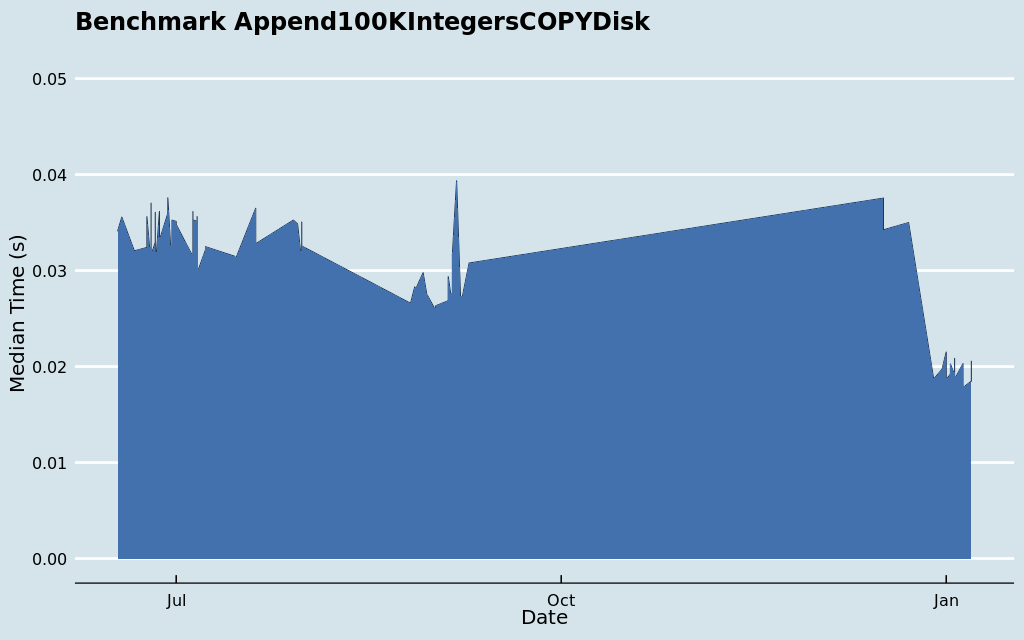 Benchmark Append100KIntegersCOPYDisk
0.05
0.04
0.03
0.02
0.01
0.00
Median Time (s)
Jul
Oct
Jan
Date